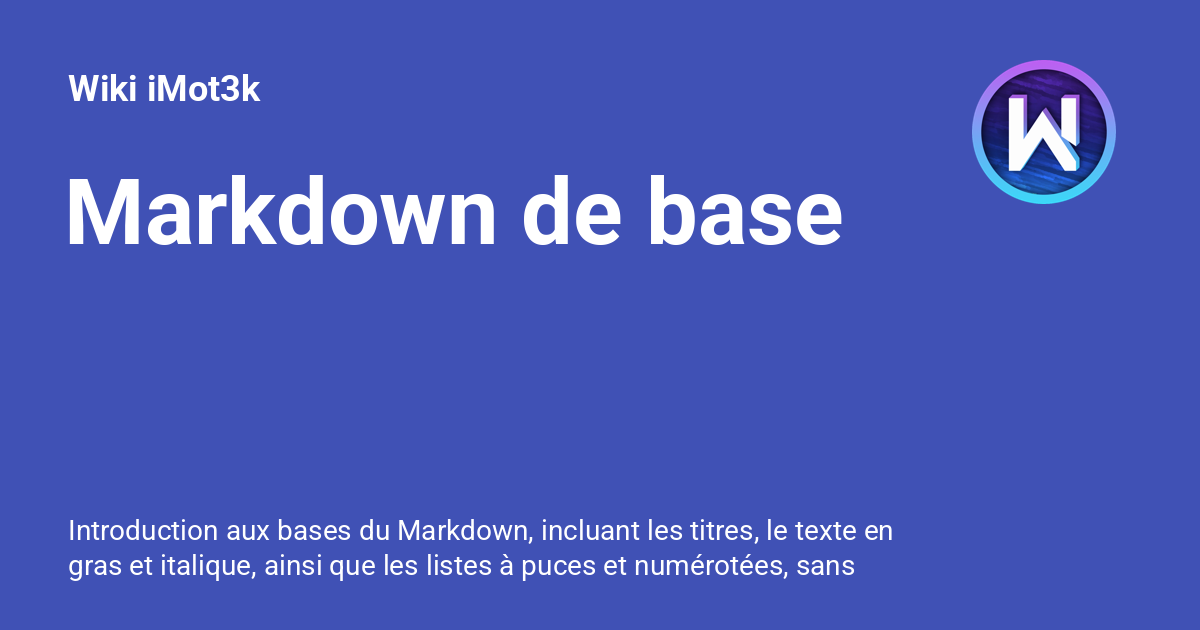 Wiki iMot3k
W
Markdown de base
Introduction aux bases du Markdown, incluant les titres, le texte en
gras et italique, ainsi que les listes à puces et numérotées, sans